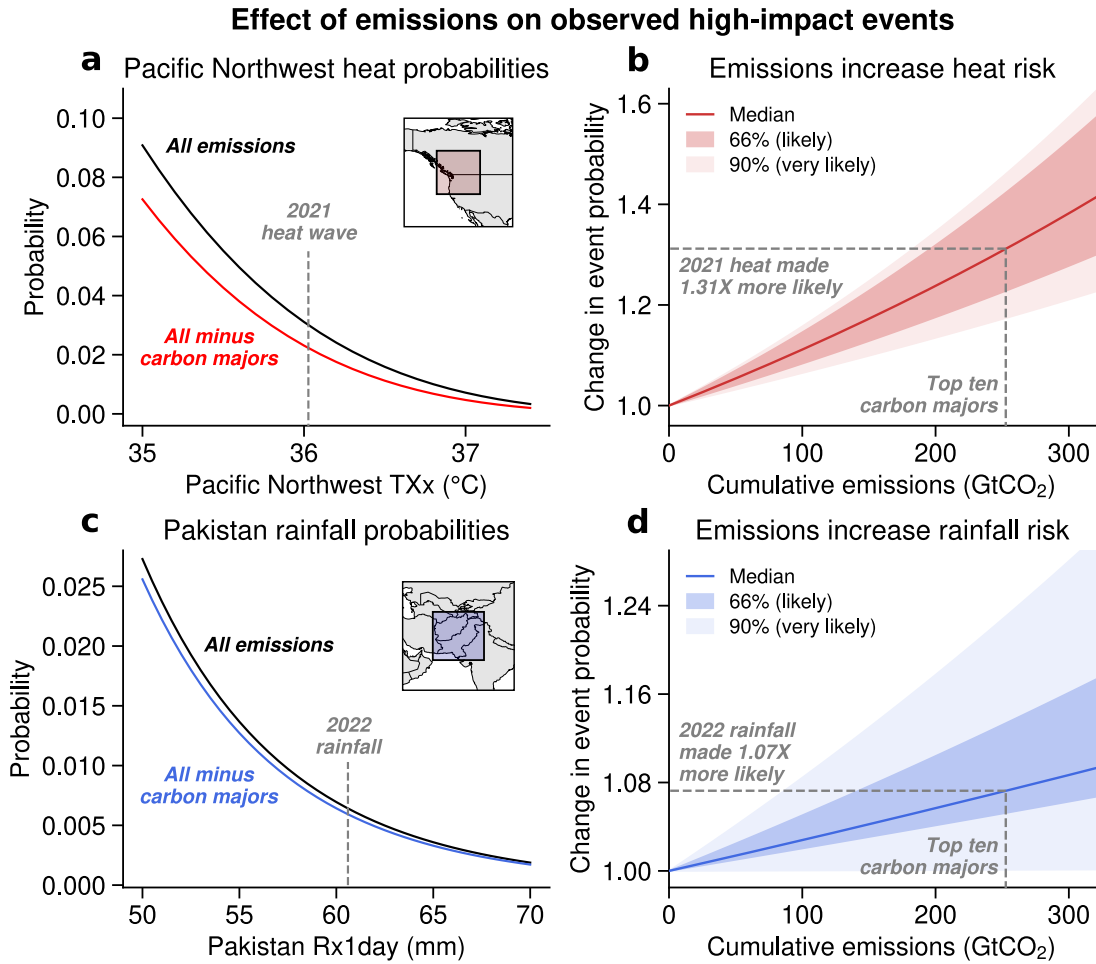 Effect of emissions on observed high-impact events
a
Pacific Northwest heat probabilities
Probability
0.10
0.08
0.06
0.04
0.02
0.00
All emissions
2021
heat wave
All minus
carbon majors
35
36
37
Pacific Northwest TXx (°C)
b
Emissions increase heat risk
Change in event probability
1.6
1.4
1.2
1.0
Median
66% (likely)
90% (very likely)
2021 heat made
1.31X more likely
Top ten
carbon majors
0
100
200
300
Cumulative emissions (GtCO₂)
c
Pakistan rainfall probabilities
Probability
0.025
0.020
0.015
0.010
0.005
0.000
All emissions
2022
rainfall
All minus
carbon majors
50
55
60
65
70
Pakistan Rx1day (mm)
d
Emissions increase rainfall risk
Change in event probability
1.24
1.16
1.08
1.00
Median
66% (likely)
90% (very likely)
2022 rainfall
made 1.07X
more likely
Top ten
carbon majors
0
100
200
300
Cumulative emissions (GtCO₂)